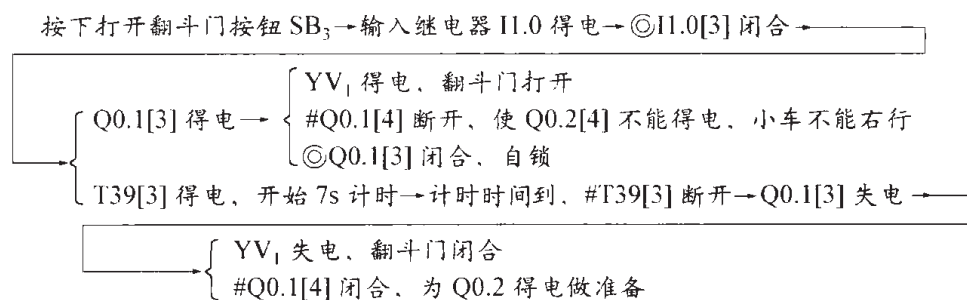 按下打开翻斗门按钮 SB₃→输入继电器 I1.0 得电→◎I1.0[3] 闭合
YV₁ 得电、翻斗门打开
Q0.1[3] 得电→ #Q0.1[4] 断开、使 Q0.2[4] 不能得电、小车不能右行
◎Q0.1[3] 闭合、自锁
T39[3] 得电、开始 7s 计时→计时时间到、#T39[3] 断开→Q0.1[3] 失电
YV₁ 失电、翻斗门闭合
#Q0.1[4] 闭合、为 Q0.2 得电做准备